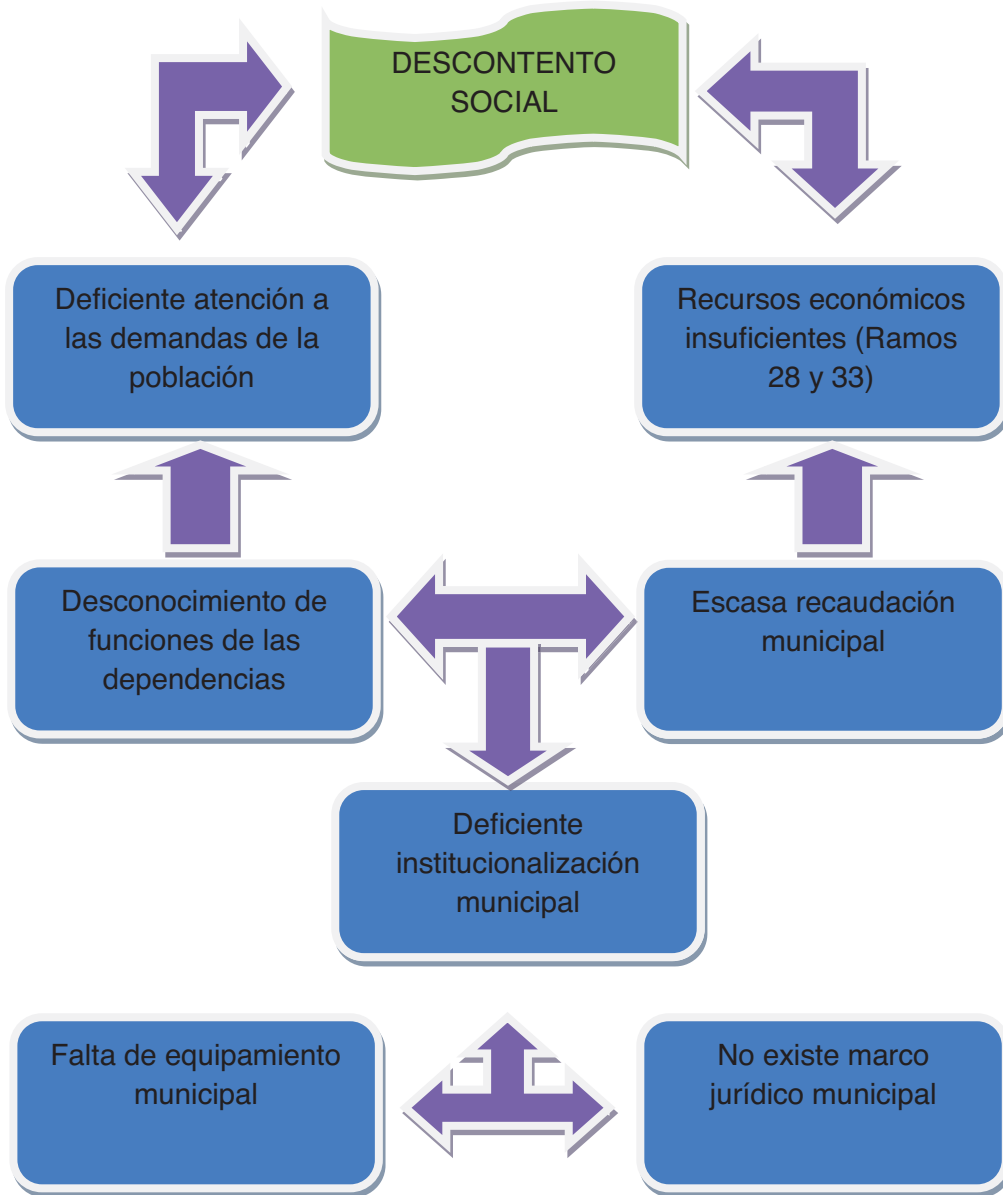 DESCONTENTO
SOCIAL
Deficiente atención a
las demandas de la
población
Recursos económicos
insuficientes (Ramos
28 y 33)
Desconocimiento de
funciones de las
dependencias
Escasa recaudación
municipal
Deficiente
institucionalización
municipal
Falta de equipamiento
municipal
No existe marco
jurídico municipal